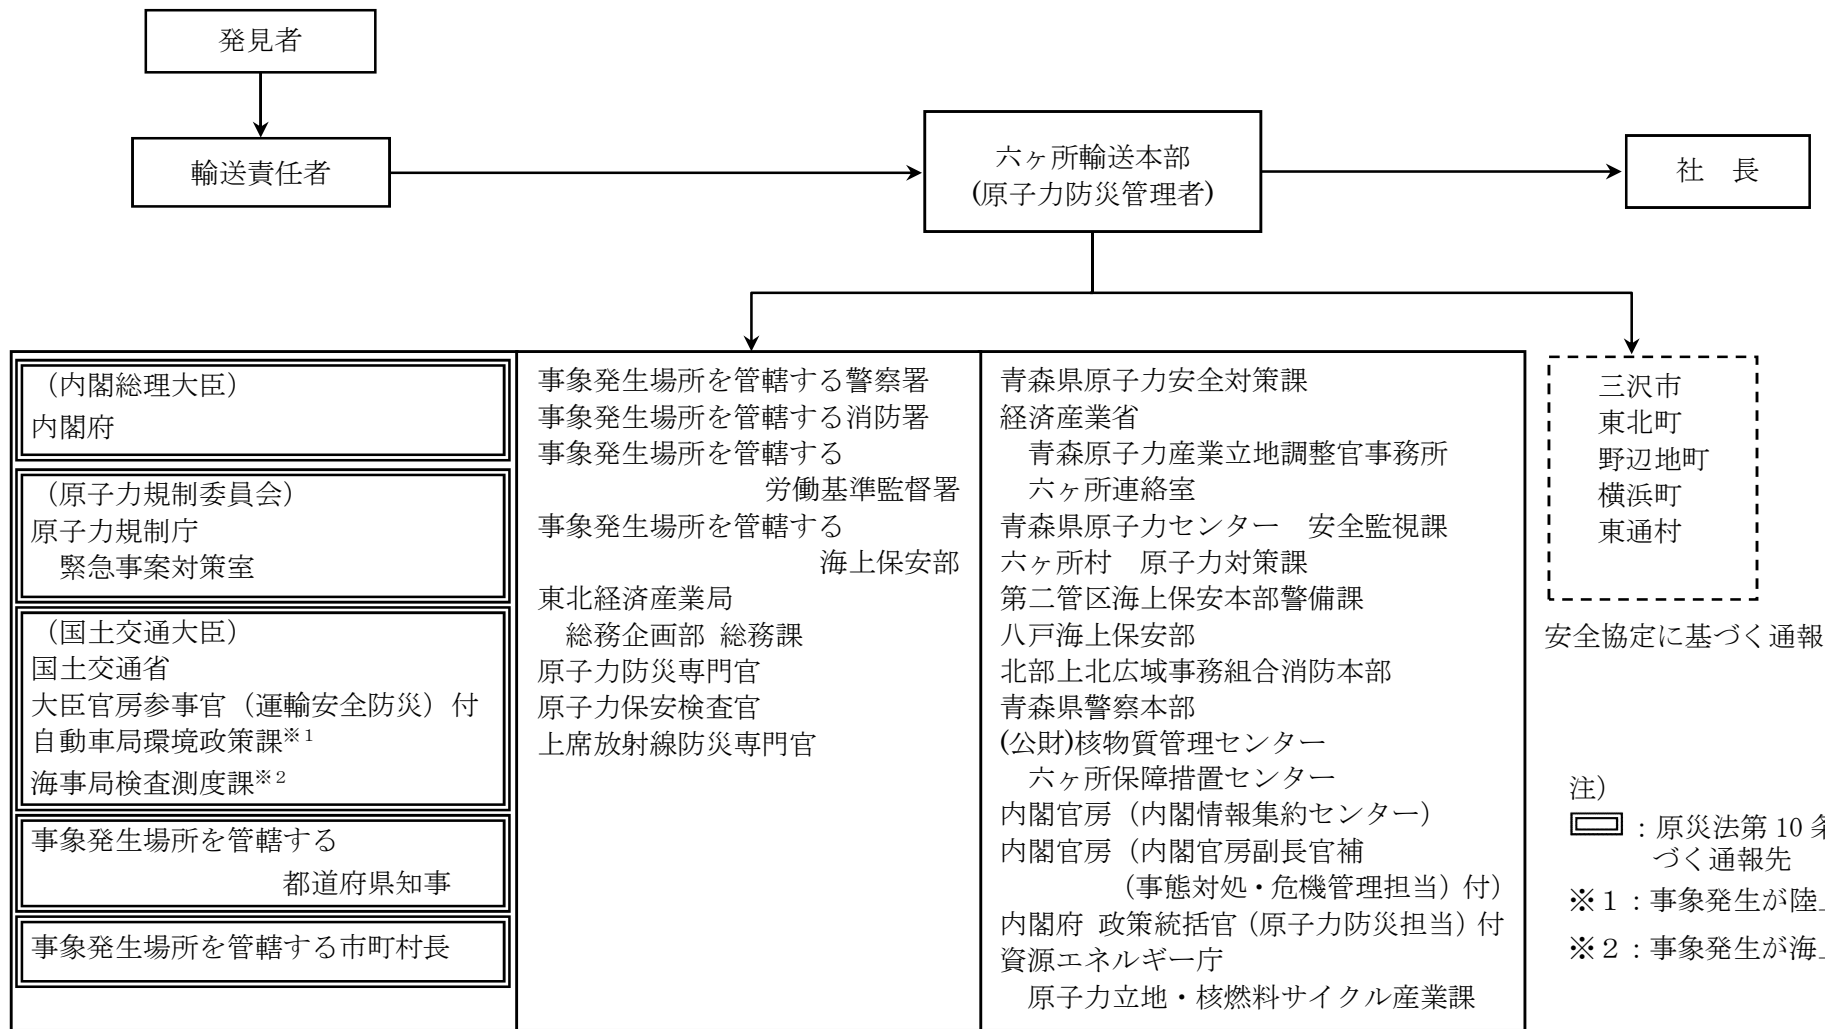 発見者
輸送責任者
六ヶ所輸送本部
(原子力防災管理者)
社　長
（内閣総理大臣）
内閣府
（原子力規制委員会）
原子力規制庁
　緊急事案対策室
（国土交通大臣）
国土交通省
大臣官房参事官（運輸安全防災）付
自動車局環境政策課※1
海事局検査測度課※2
事象発生場所を管轄する
都道府県知事
事象発生場所を管轄する市町村長
事象発生場所を管轄する警察署
事象発生場所を管轄する消防署
事象発生場所を管轄する
労働基準監督署
事象発生場所を管轄する
海上保安部
東北経済産業局
　総務企画部 総務課
原子力防災専門官
原子力保安検査官
上席放射線防災専門官
青森県原子力安全対策課
経済産業省
　青森原子力産業立地調整官事務所
　六ヶ所連絡室
青森県原子力センター　安全監視課
六ヶ所村　原子力対策課
第二管区海上保安本部警備課
八戸海上保安部
北部上北広域事務組合消防本部
青森県警察本部
(公財)核物質管理センター
　六ヶ所保障措置センター
内閣官房（内閣情報集約センター）
内閣官房（内閣官房副長官補
（事態対処・危機管理担当）付）
内閣府 政策統括官（原子力防災担当）付
資源エネルギー庁
　原子力立地・核燃料サイクル産業課
三沢市
東北町
野辺地町
横浜町
東通村
安全協定に基づく通報
注）
：原災法第 10 条
づく通報先
※１：事象発生が陸上
※２：事象発生が海上